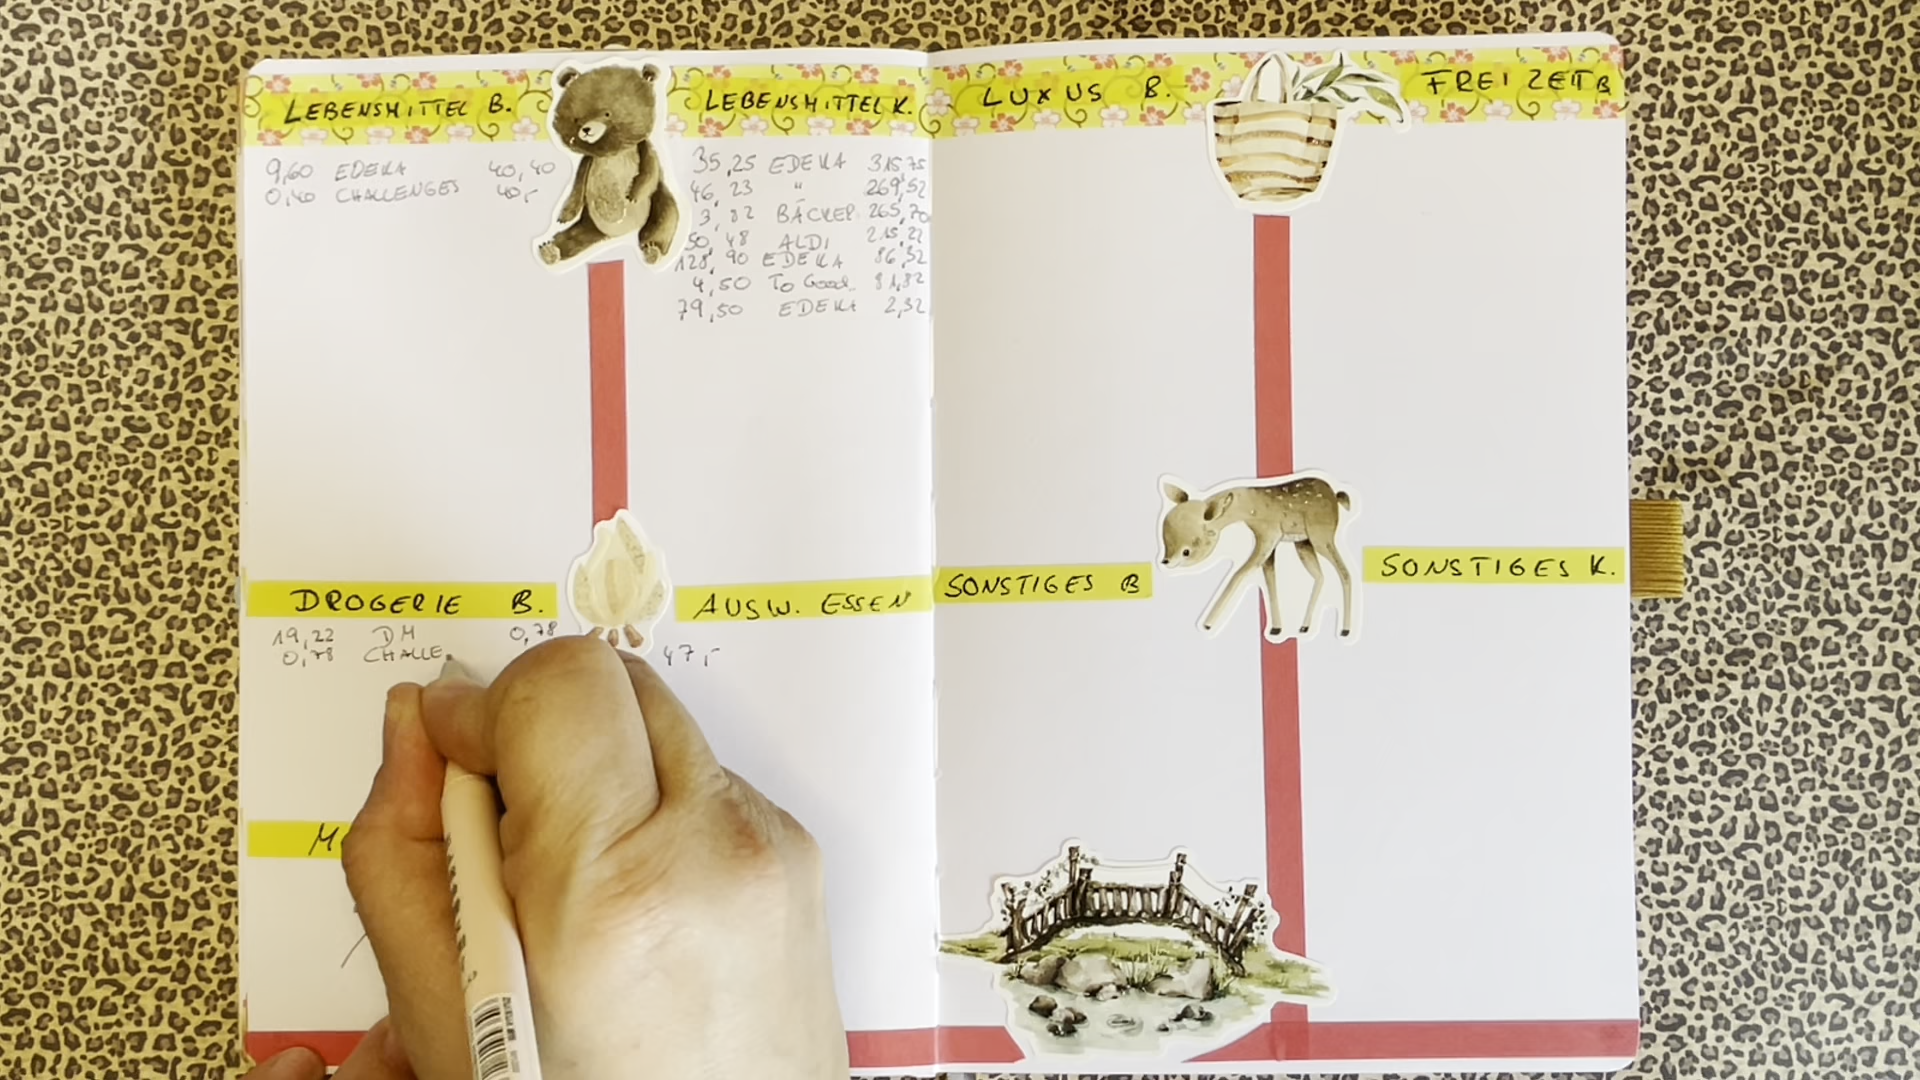 LEBENSMITTEL B.
9,60 EDEKA 40,40
0,40 CHALLENGES 40,-
LEBENSMITTEL K.
35,25 EDEKA 315,75
46,23 " 269,52
3,82 BÄCKER 265,70
50,48 ALDI 215,22
128,90 EDEKA 86,32
4,50 To Good.. 81,82
79,50 EDEKA 2,32
LUXUS B.
FREIZEIT B
DROGERIE B.
19,22 DM 0,78
0,78 CHALLE
AUSW. ESSEN
47,-
SONSTIGES B
SONSTIGES K.